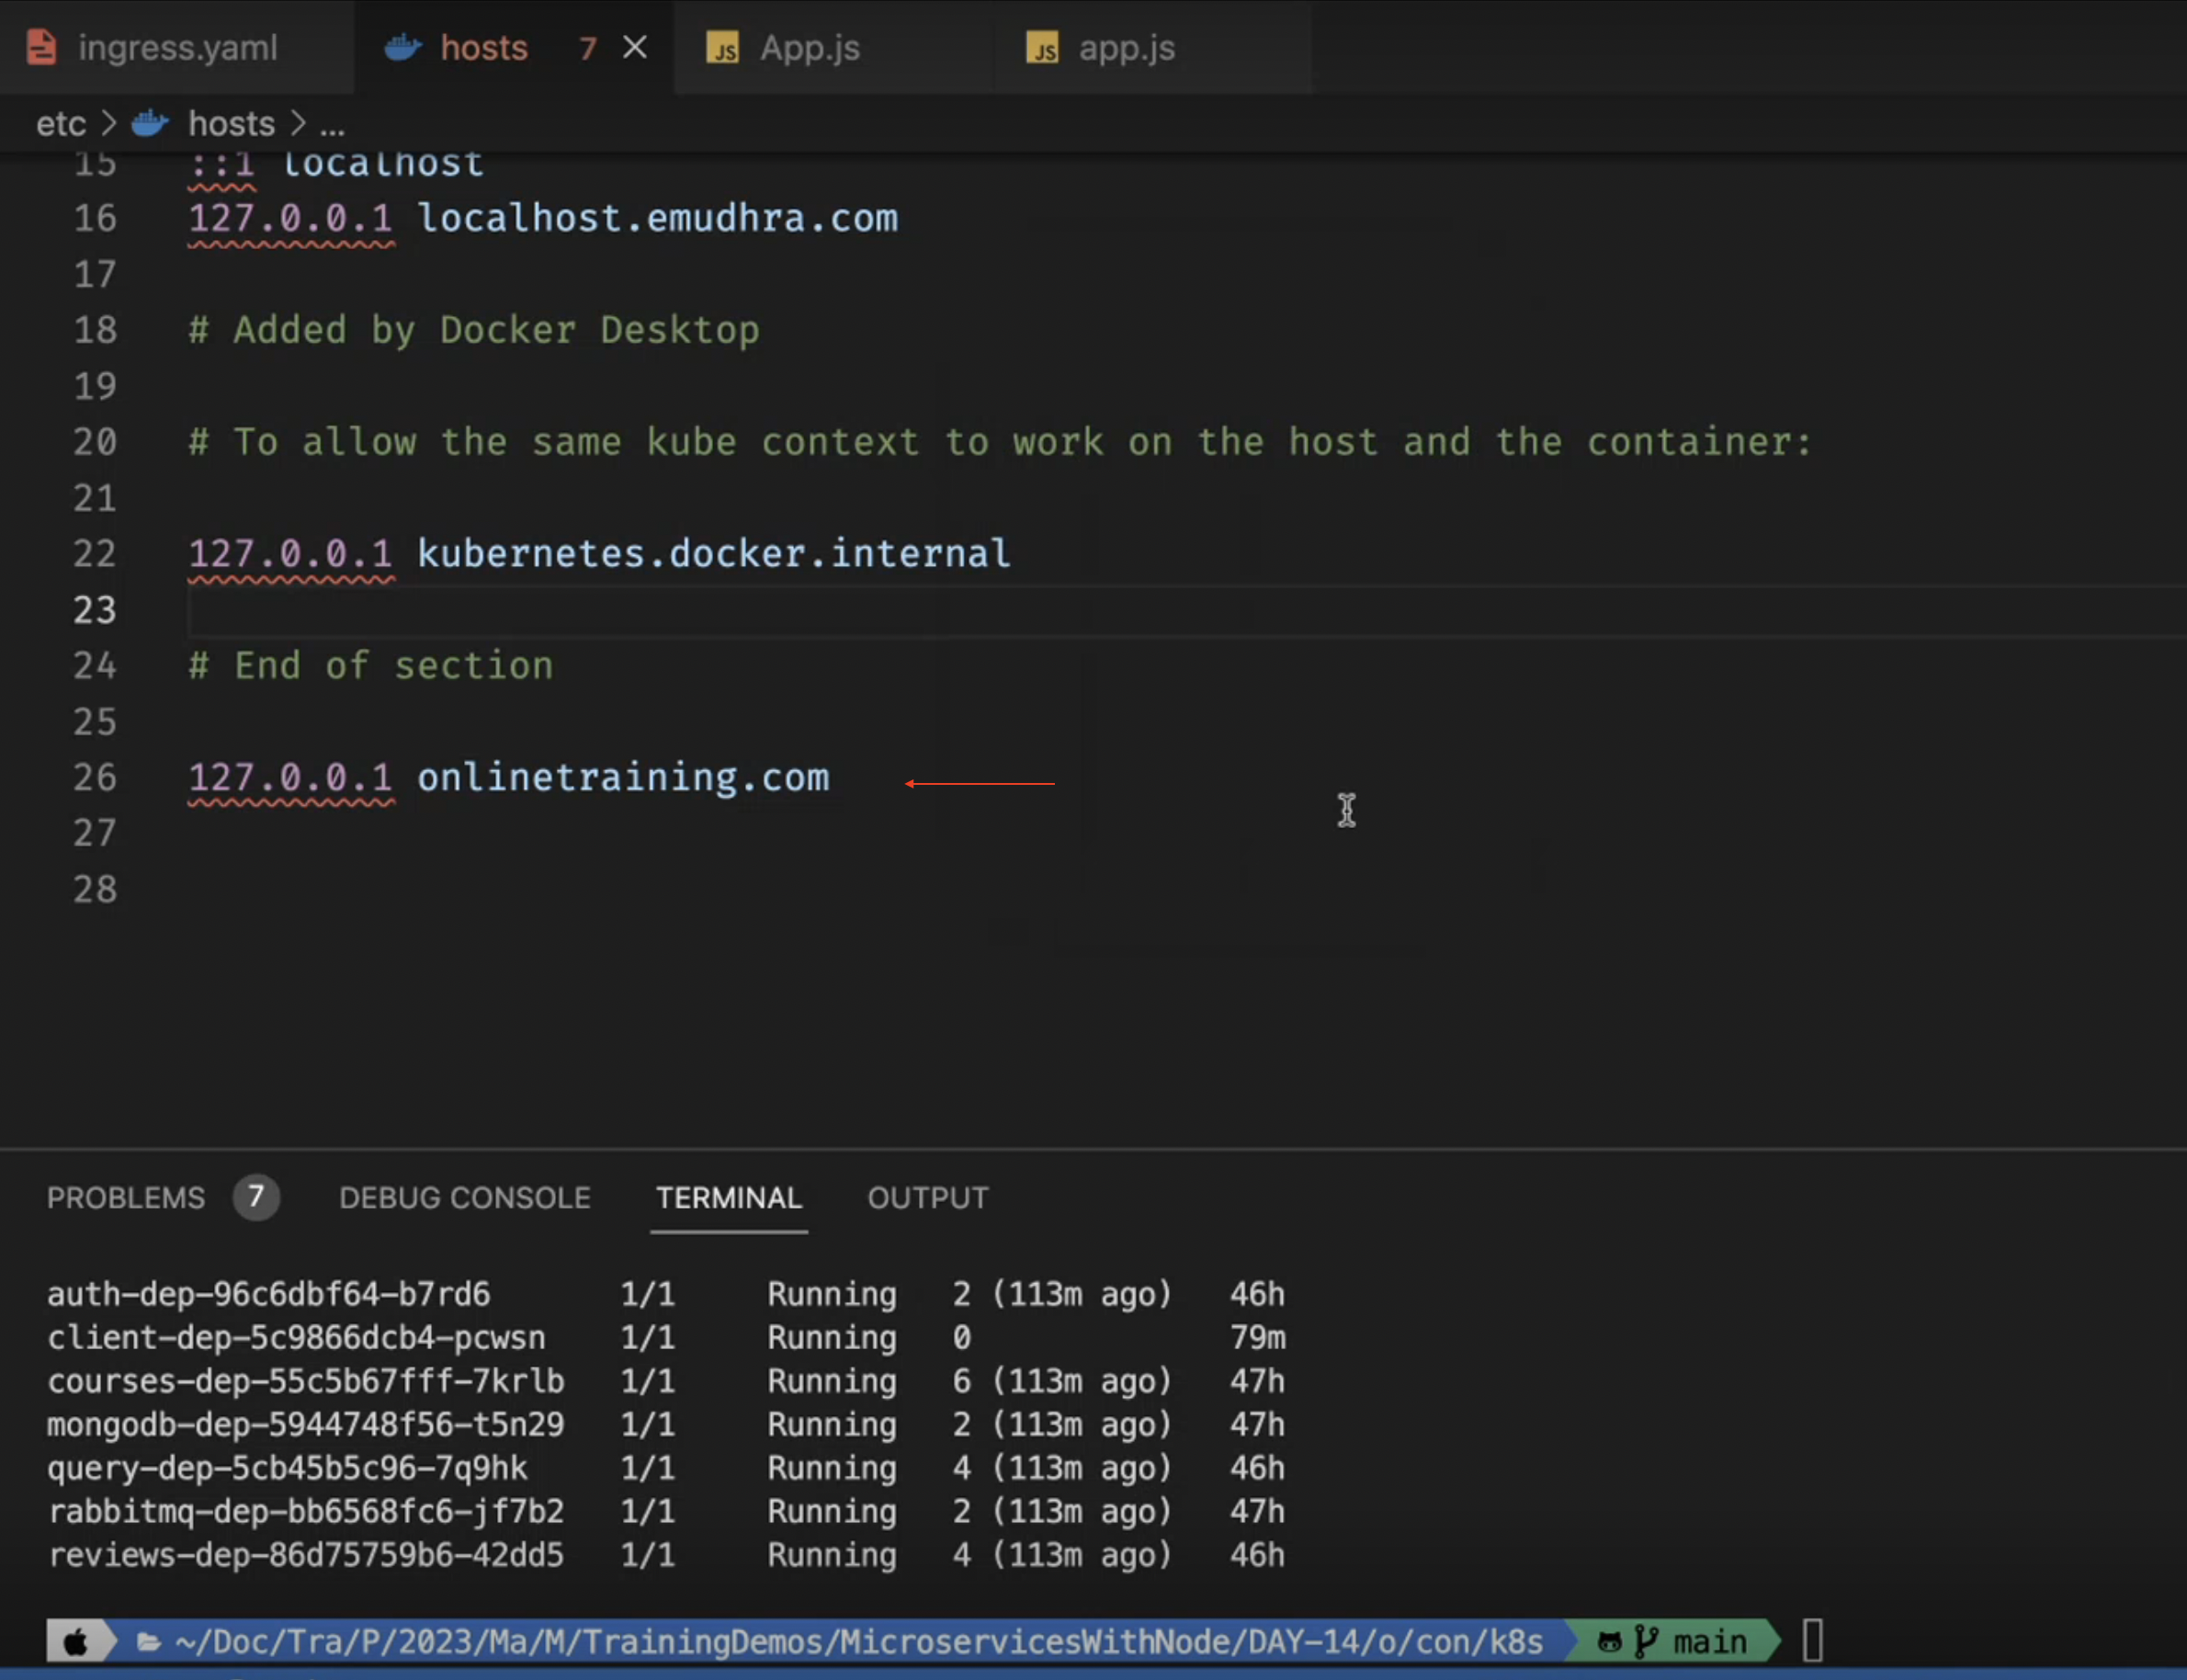 ingress.yaml hosts 7 App.js app.js
etc > hosts > ...
15 ::1 localhost
16 127.0.0.1 localhost.emudhra.com
17
18 # Added by Docker Desktop
19
20 # To allow the same kube context to work on the host and the container:
21
22 127.0.0.1 kubernetes.docker.internal
23
24 # End of section
25
26 127.0.0.1 onlinetraining.com
27
28
PROBLEMS 7 DEBUG CONSOLE TERMINAL OUTPUT
auth-dep-96c6dbf64-b7rd6 1/1 Running 2 (113m ago) 46h
client-dep-5c9866dcb4-pcwsn 1/1 Running 0 79m
courses-dep-55c5b67fff-7krlb 1/1 Running 6 (113m ago) 47h
mongodb-dep-5944748f56-t5n29 1/1 Running 2 (113m ago) 47h
query-dep-5cb45b5c96-7q9hk 1/1 Running 4 (113m ago) 46h
rabbitmq-dep-bb6568fc6-jf7b2 1/1 Running 2 (113m ago) 47h
reviews-dep-86d75759b6-42dd5 1/1 Running 4 (113m ago) 46h
~/Doc/Tra/P/2023/Ma/M/TrainingDemos/MicroservicesWithNode/DAY-14/o/con/k8s main